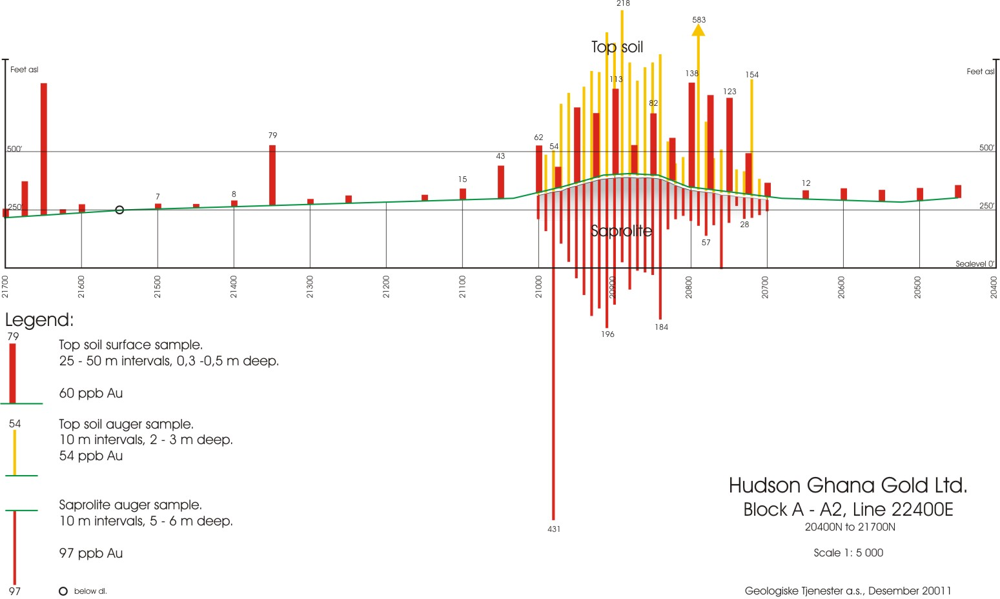 218
583
Top soil
Feet asl
Feet asl
113
138
154
123
82
79
62
54
43
500'
500'
15
12
7
8
250'
250'
Saprolite
28
57
Sealevel 0'
21700
21600
21500
21400
21300
21200
21100
21000
20900
20800
20700
20600
20500
20400
196
184
431
Legend:
79
Top soil surface sample.
25 - 50 m intervals, 0,3 -0,5 m deep.
60 ppb Au
54
Top soil auger sample.
10 m intervals, 2 - 3 m deep.
54 ppb Au
Saprolite auger sample.
10 m intervals, 5 - 6 m deep.
97 ppb Au
97
below dl.
Hudson Ghana Gold Ltd.
Block A - A2, Line 22400E
20400N to 21700N
Scale 1: 5 000
Geologiske Tjenester a.s., Desember 20011